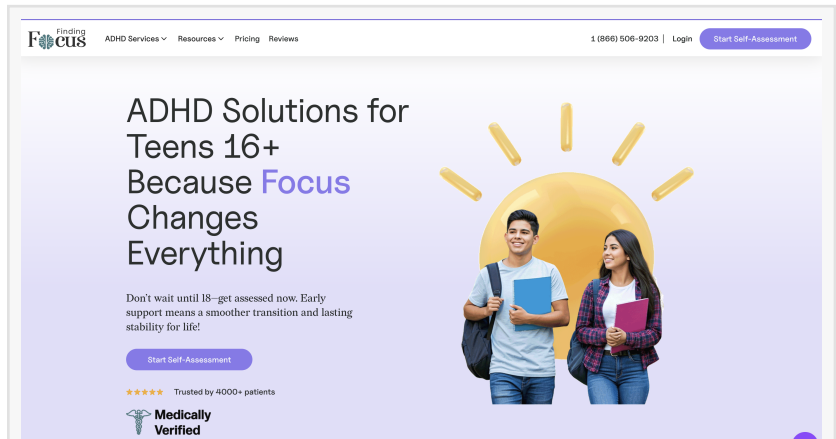 Finding
Focus
ADHD Services
Resources
Pricing
Reviews
1 (866) 506-9203 |
Login
Start Self-Assessment
ADHD Solutions for
Teens 16+
Because Focus
Changes
Everything
Don't wait until 18—get assessed now. Early
support means a smoother transition and lasting
stability for life!
Start Self-Assessment
Trusted by 4000+ patients
Medically
Verified